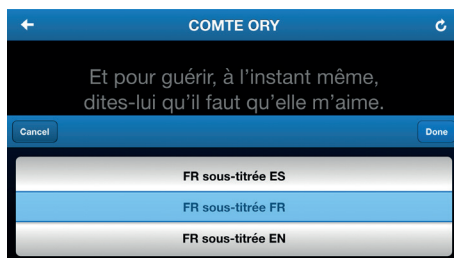 COMTE ORY
Et pour guérir, à l'instant même,
dites-lui qu'il faut qu'elle m'aime.
Cancel
Done
FR sous-titrée ES
FR sous-titrée FR
FR sous-titrée EN